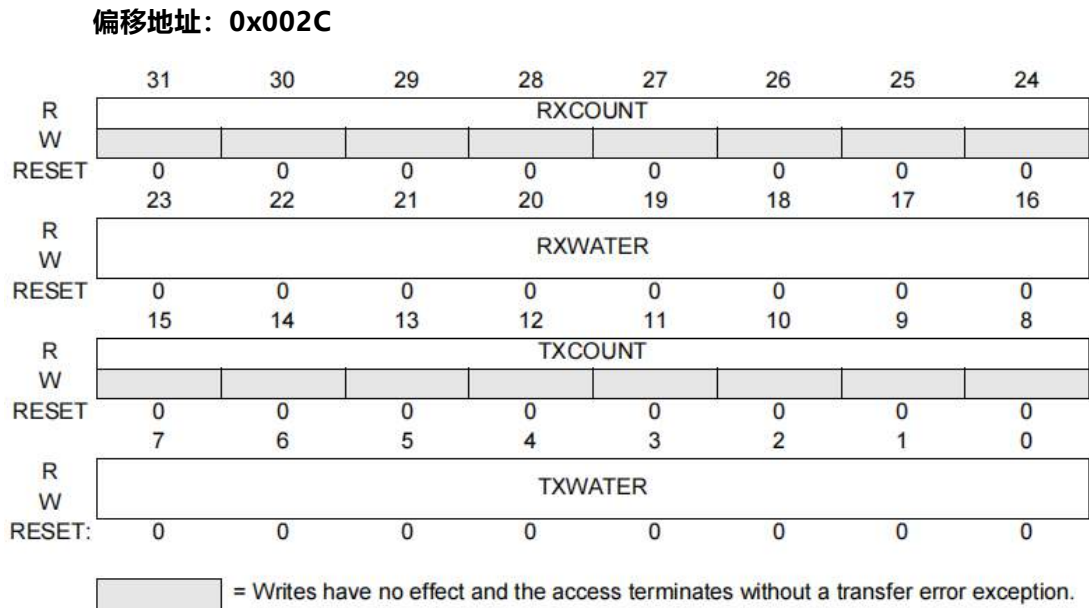 偏移地址：0x002C
31 30 29 28 27 26 25 24
R RXCOUNT
W
RESET 0 0 0 0 0 0 0 0
23 22 21 20 19 18 17 16
R
RXWATER
W
RESET 0 0 0 0 0 0 0 0
15 14 13 12 11 10 9 8
R TXCOUNT
W
RESET 0 0 0 0 0 0 0 0
7 6 5 4 3 2 1 0
R
TXWATER
W
RESET: 0 0 0 0 0 0 0 0
= Writes have no effect and the access terminates without a transfer error exception.